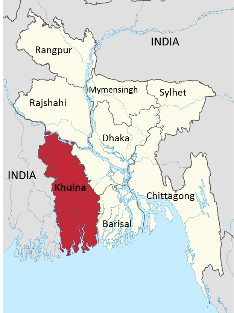 INDIA
Rangpur
Mymensingh
Sylhet
Rajshahi
Dhaka
INDIA
Khulna
Chittagong
Barisal